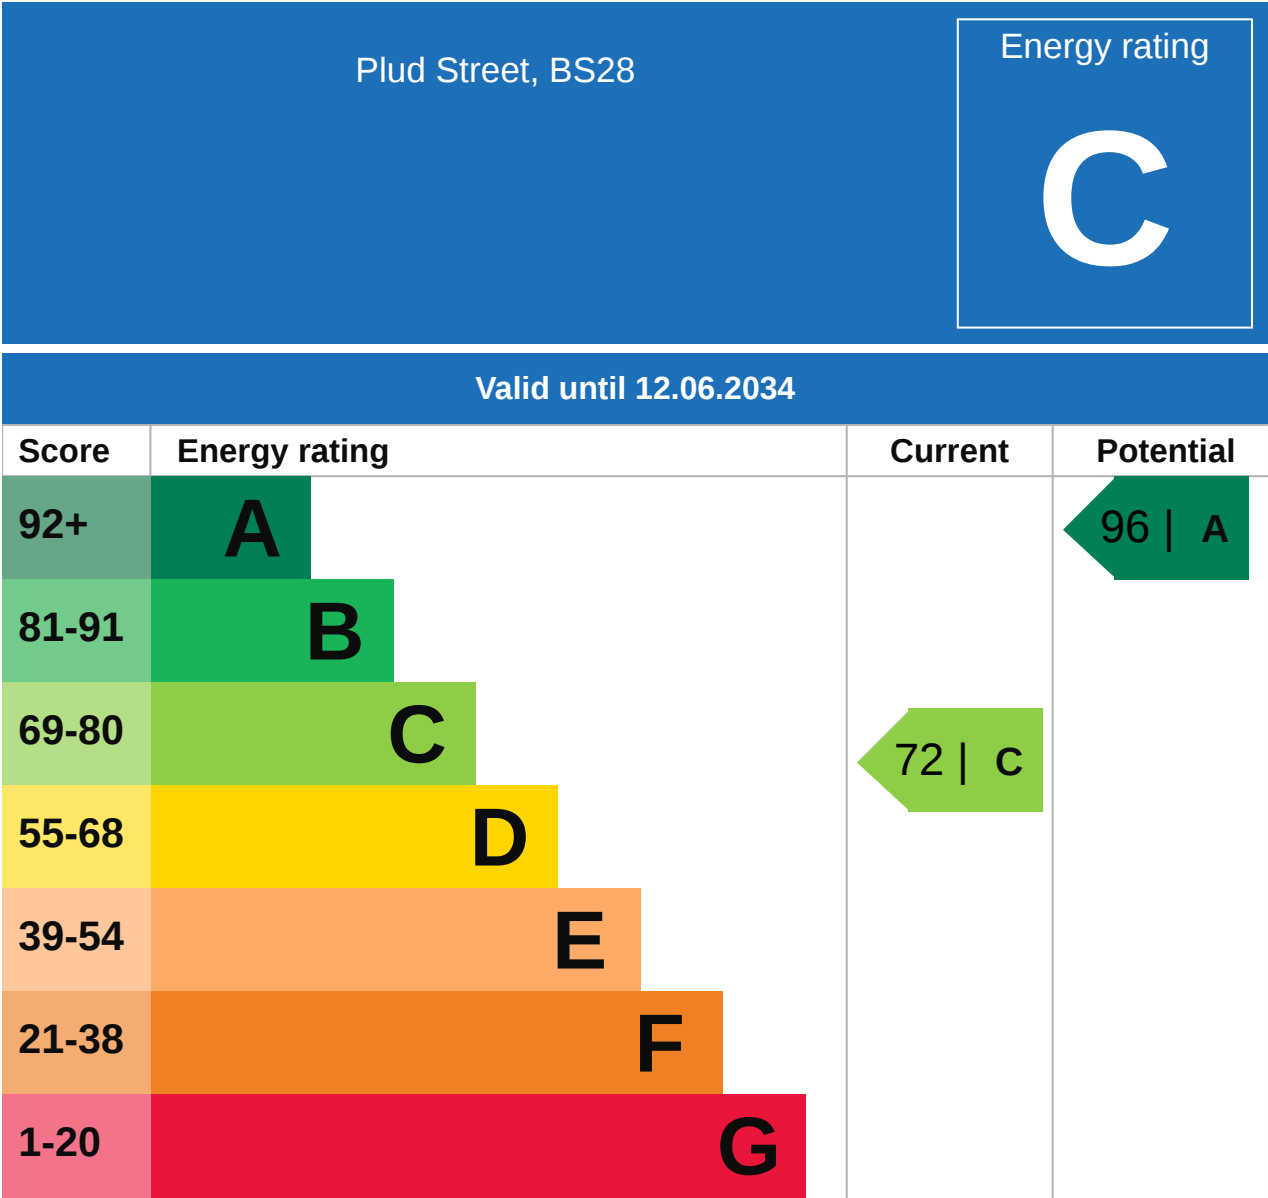 Plud Street, BS28
Energy rating
C
Valid until 12.06.2034
Score Energy rating Current Potential
92+ A 96 | A
81-91 B
69-80 C 72 | C
55-68 D
39-54 E
21-38 F
1-20 G